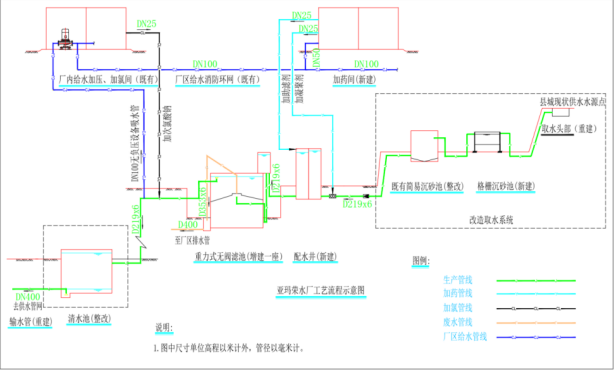 DN25
DN25
DN25
DN50
DN100
DN100
厂内给水加压、加氯间（既有）
厂区给水消防环网（既有）
加药间(新建)
加助滤剂
加凝聚剂
DN100无负压设备吸水管
加次氯酸钠
县城现状供水水源点
取水头部（重建）
既有简易沉砂池(整改)
格栅沉砂池(新建)
改造取水系统
D219x6
D219x6
D219x6
D400
至厂区排水管
重力式无阀滤池(增建一座)
配水井(新建)
DN400
去供水管网
输水管(重建)
清水池(整改)
亚玛荣水厂工艺流程示意图
图例:
生产管线
加药管线
加氯管线
废水管线
厂区给水管线
说明:
1.图中尺寸单位高程以米计外，管径以毫米计。